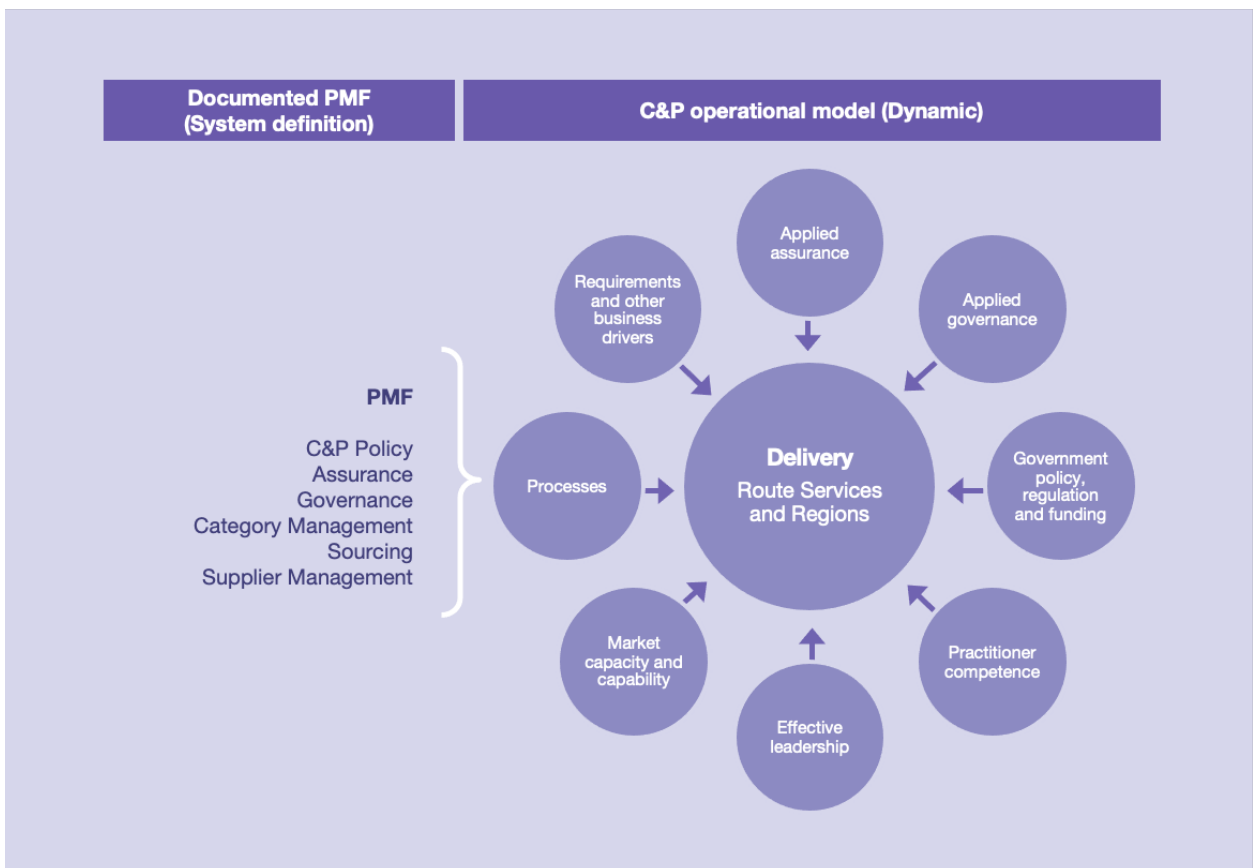 Documented PMF
(System definition)
C&P operational model (Dynamic)
PMF
C&P Policy
Assurance
Governance
Category Management
Sourcing
Supplier Management
Applied
assurance
Requirements
and other
business
drivers
Applied
governance
Processes
Delivery
Route Services
and Regions
Government
policy,
regulation
and funding
Market
capacity and
capability
Practitioner
competence
Effective
leadership